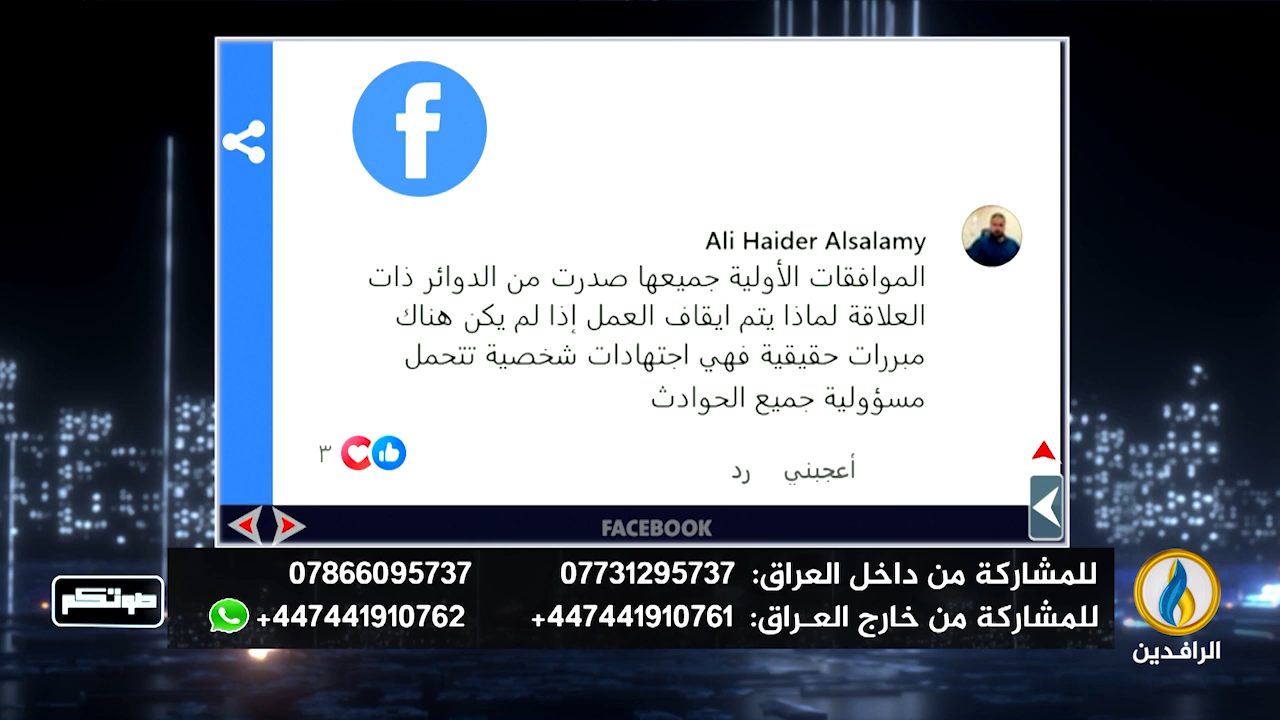 Ali Haider Alsalamy
الموافقات الأولية جميعها صدرت من الدوائر ذات
العلاقة لماذا يتم ايقاف العمل إذا لم يكن هناك
مبررات حقيقية فهي اجتهادات شخصية تتحمل
مسؤولية جميع الحوادث
أعجبني رد
٣
FACEBOOK
للمشاركة من داخل العراق: 07731295737 07866095737
للمشاركة من خارج العـراق: 447441910761+ 447441910762+
صوتكم
الرافدين